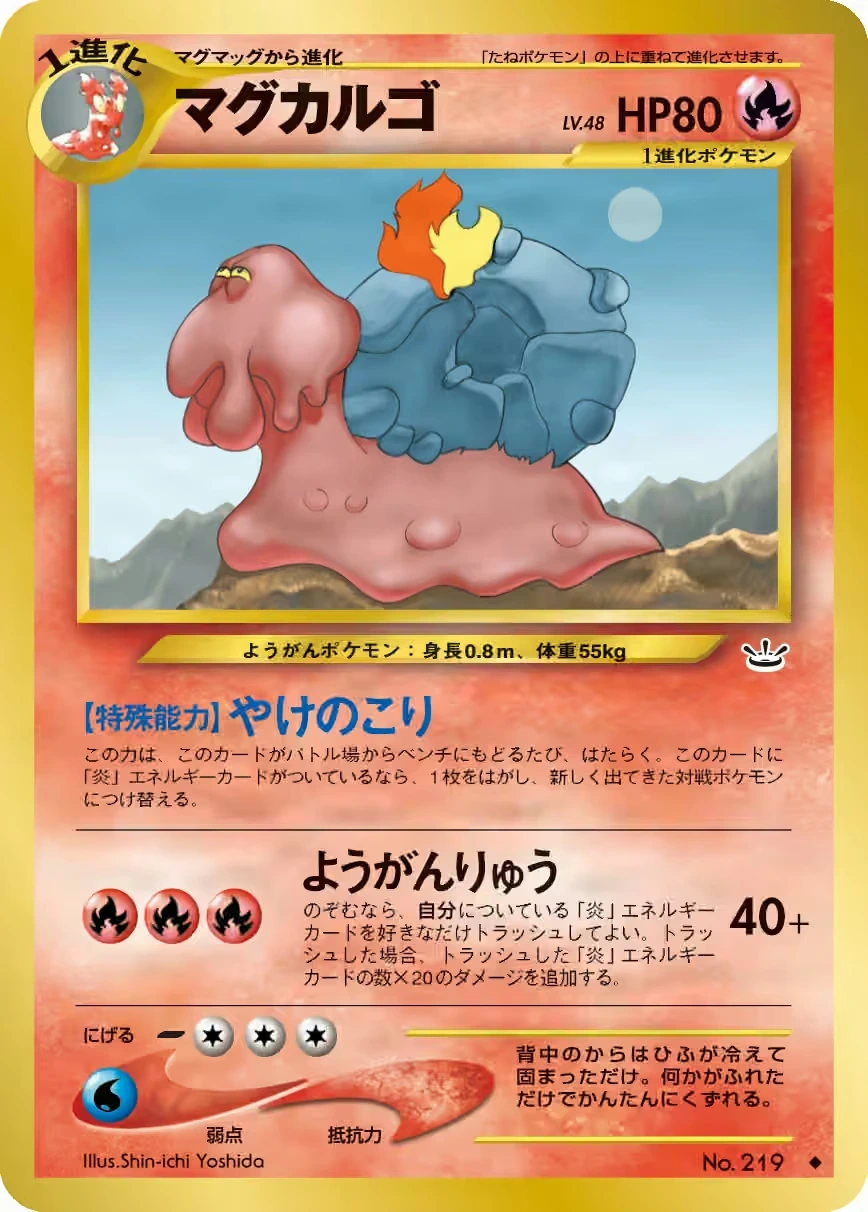 1進化
マグマッグから進化
「たねポケモン」の上に重ねて進化させます。
マグカルゴ
LV.48 HP80
1進化ポケモン
ようがんポケモン：身長0.8m、体重55kg
【特殊能力】やけのこり
この力は、このカードがバトル場からベンチにもどるたび、はたらく。このカードに
「炎」エネルギーカードがついているなら、1枚をはがし、新しく出てきた対戦ポケモン
につけ替える。
ようがんりゅう
のぞむなら、自分についている「炎」エネルギー
カードを好きなだけトラッシュしてよい。トラッ
シュした場合、トラッシュした「炎」エネルギー
カードの数×20のダメージを追加する。
40+
にげる
背中のからはひふが冷えて
固まっただけ。何かがふれた
だけでかんたんにくずれる。
弱点
抵抗力
Illus.Shin-ichi Yoshida
No. 219